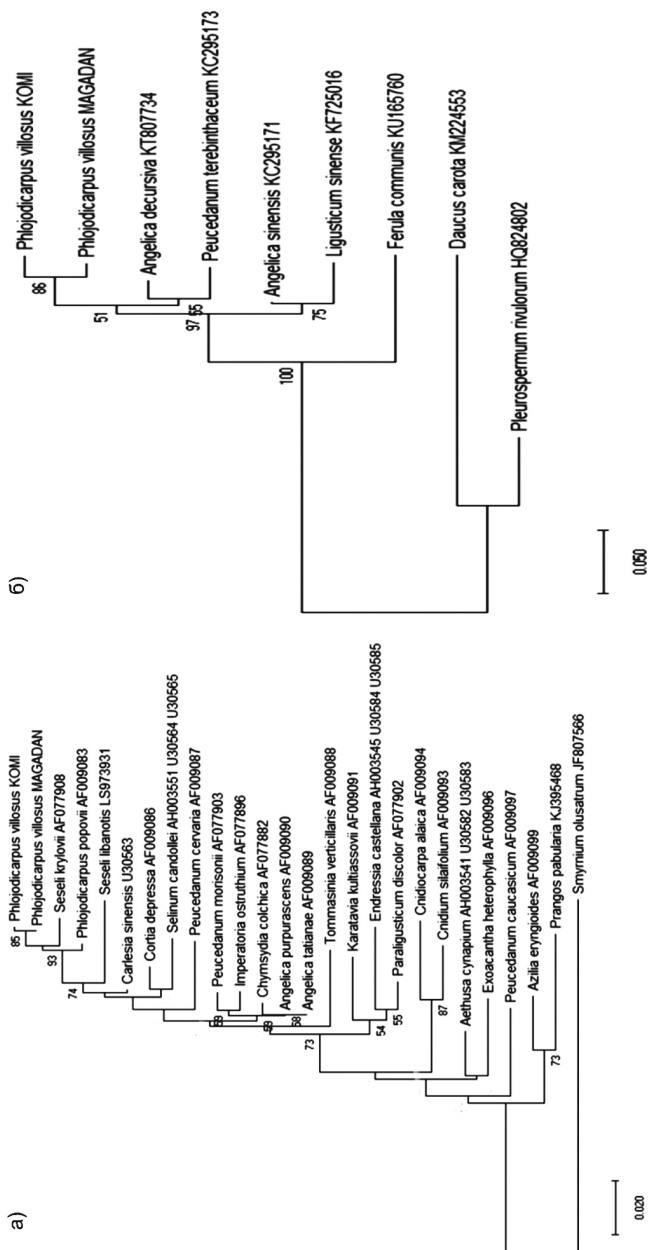 а)
Phlojodicarpus villosus KOMI
Phlojodicarpus villosus MAGADAN
Seseli krylovii AF077908
Phlojodicarpus popovii AF009083
Seseli libanotis LS973931
Carlesia sinensis U30563
Cortia depressa AF009086
Selinum candollei AH003551 U30564 U30565
Peucedanum cervaria AF009087
Peucedanum morisonii AF077903
Imperatoria ostruthium AF077896
Chymsydia colchica AF077882
Angelica purpurascens AF009090
Angelica tatianae AF009089
Tommasinia verticillaris AF009088
Karatavia kultiassovii AF009091
Endressia castellana AH003545 U30584 U30585
Paraligusticum discolor AF077902
Cnidiocarpa alaica AF009094
Cnidium silaifolium AF009093
Aethusa cynapium AH003541 U30582 U30583
Exoacantha heterophylla AF009096
Peucedanum caucasicum AF009097
Azilia eryngioides AF009099
Prangos pabularia KJ395468
Smyrnium olusatrum JF807566
85
93
74
59
68
73
54
55
87
73
0.020
б)
Phlojodicarpus villosus KOMI
Phlojodicarpus villosus MAGADAN
Angelica decursiva KT807734
Peucedanum terebinthaceum KC295173
Angelica sinensis KC295171
Ligusticum sinense KF725016
Ferula communis KU165760
Daucus carota KM224553
Pleurospermum rivulorum HQ824802
86
51
55
97
75
100
0.050